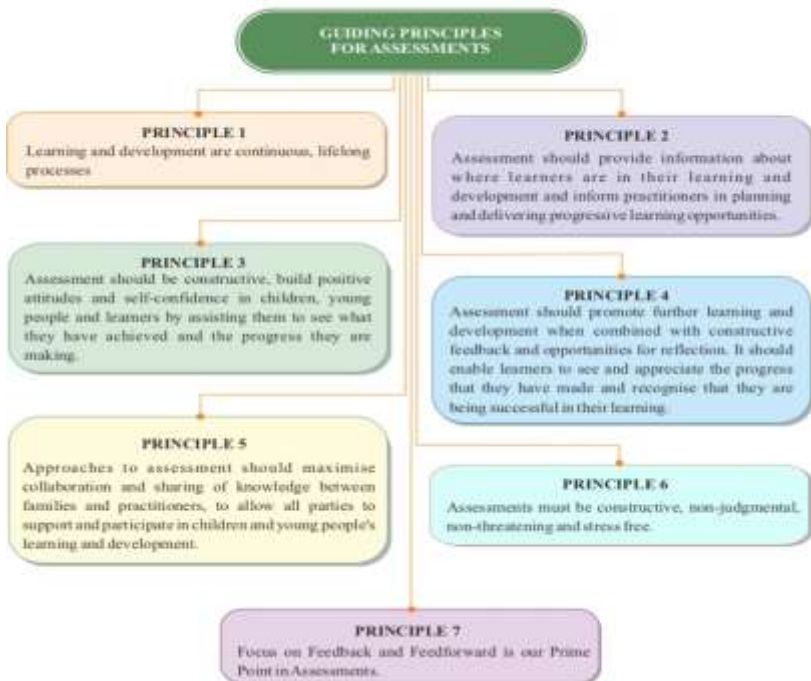 GUIDING PRINCIPLES
FOR ASSESSMENTS
PRINCIPLE 1
Learning and development are continuous, lifelong
processes
PRINCIPLE 2
Assessment should provide information about
where learners are in their learning and
development and inform practitioners in planning
and delivering progressive learning opportunities.
PRINCIPLE 3
Assessment should be constructive, build positive
attitudes and self-confidence in children, young
people and learners by assisting them to see what
they have achieved and the progress they are
making.
PRINCIPLE 4
Assessment should promote further learning and
development when combined with constructive
feedback and opportunities for reflection. It should
enable learners to see and appreciate the progress
that they have made and recognise that they are
being successful in their learning.
PRINCIPLE 5
Approaches to assessment should maximise
collaboration and sharing of knowledge between
families and practitioners, to allow all parties to
support and participate in children and young people's
learning and development.
PRINCIPLE 6
Assessments must be constructive, non-judgmental,
non-threatening and stress free.
PRINCIPLE 7
Focus on Feedback and Feedforward is our Prime
Point in Assessments.